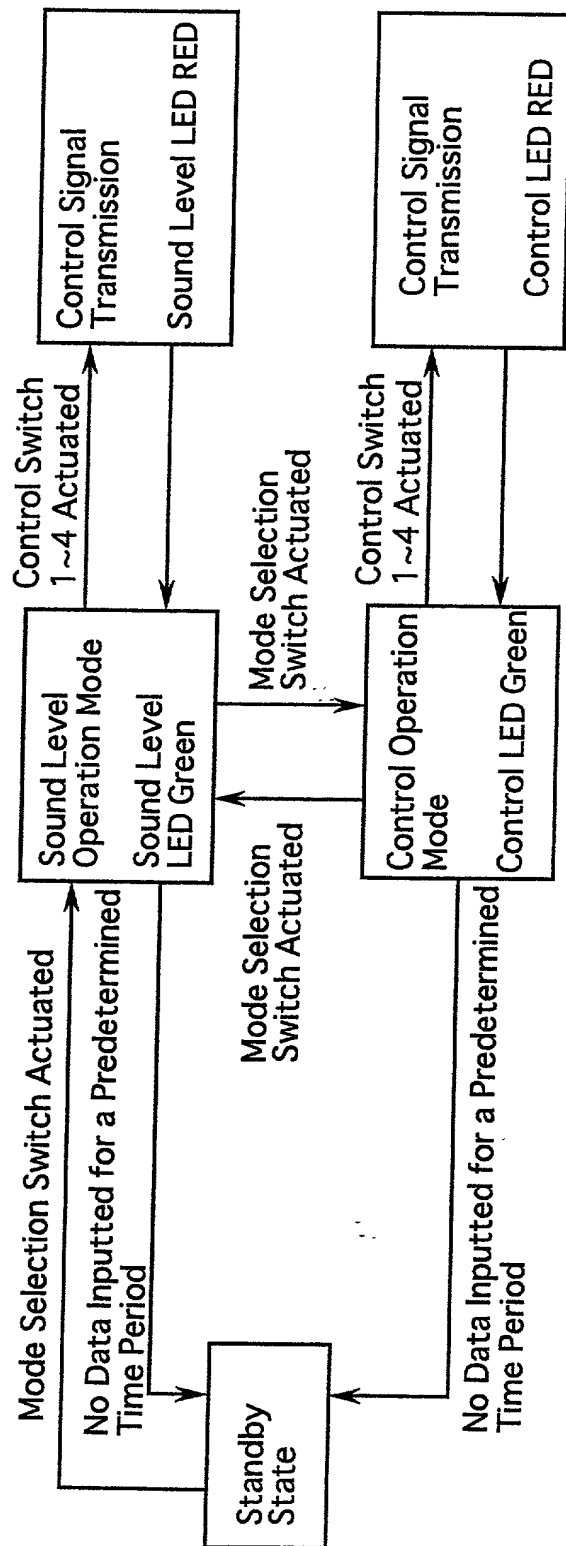 Standby
State
Mode Selection Switch Actuated
No Data Inputted for a Predetermined
Time Period
Sound Level
Operation Mode
Sound Level
LED Green
Control Switch
1~4 Actuated
Control Signal
Transmission
Sound Level LED RED
Mode Selection
Switch Actuated
Mode Selection
Switch Actuated
No Data Inputted for a Predetermined
Time Period
Control Operation
Mode
Control LED Green
Control Switch
1~4 Actuated
Control Signal
Transmission
Control LED RED